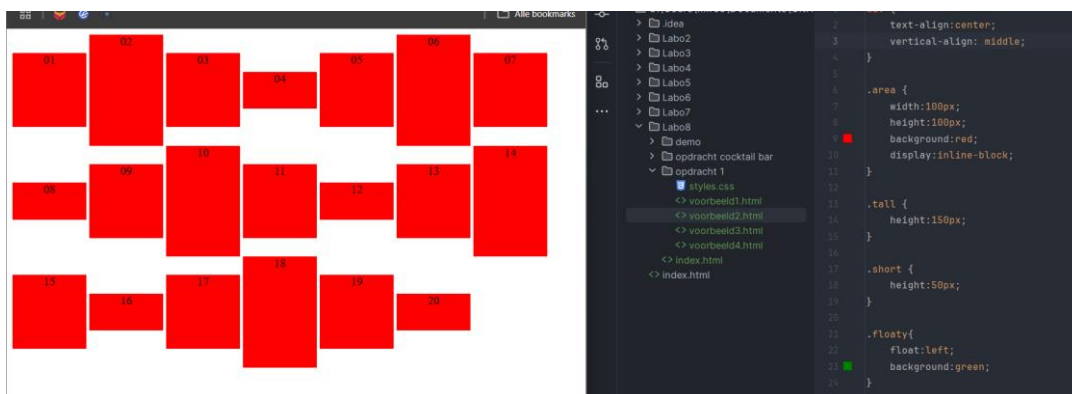 Alle bookmarks
02
06
01
03
05
07
04
10
14
09
11
13
08
12
18
15
17
19
16
20
.idea
Labo2
Labo3
Labo4
Labo5
Labo6
Labo7
Labo8
demo
opdracht cocktail bar
opdracht 1
styles.css
<> voorbeeld1.html
<> voorbeeld2.html
<> voorbeeld3.html
<> voorbeeld4.html
<> index.html
<> index.html
2 text-align:center;
3 vertical-align: middle;
4 }
5
6 .area {
7 width:100px;
8 height:100px;
9 background:red;
10 display:inline-block;
11 }
12
13 .tall {
14 height:150px;
15 }
16
17 .short {
18 height:50px;
19 }
20
21 .floaty{
22 float:left;
23 background:green;
24 }